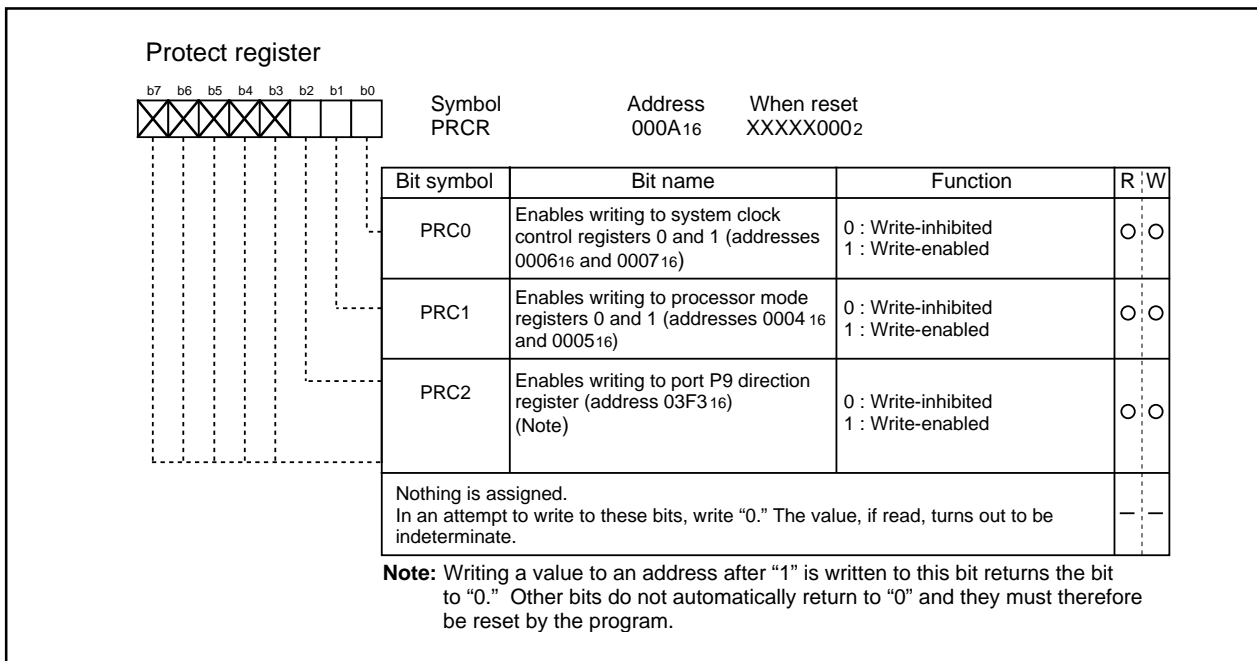 Protect register
b7 b6 b5 b4 b3 b2 b1 b0
Symbol Address When reset
PRCR 000A16 XXXXX0002
Bit symbol Bit name Function R W
PRC0
Enables writing to system clock
control registers 0 and 1 (addresses
000616 and 000716)
0 : Write-inhibited
1 : Write-enabled
PRC1
Enables writing to processor mode
registers 0 and 1 (addresses 0004 16
and 000516)
0 : Write-inhibited
1 : Write-enabled
PRC2
Enables writing to port P9 direction
register (address 03F3 16)
(Note)
0 : Write-inhibited
1 : Write-enabled
Nothing is assigned.
In an attempt to write to these bits, write “0.” The value, if read, turns out to be
indeterminate.
Note: Writing a value to an address after “1” is written to this bit returns the bit
to “0.” Other bits do not automatically return to “0” and they must therefore
be reset by the program.